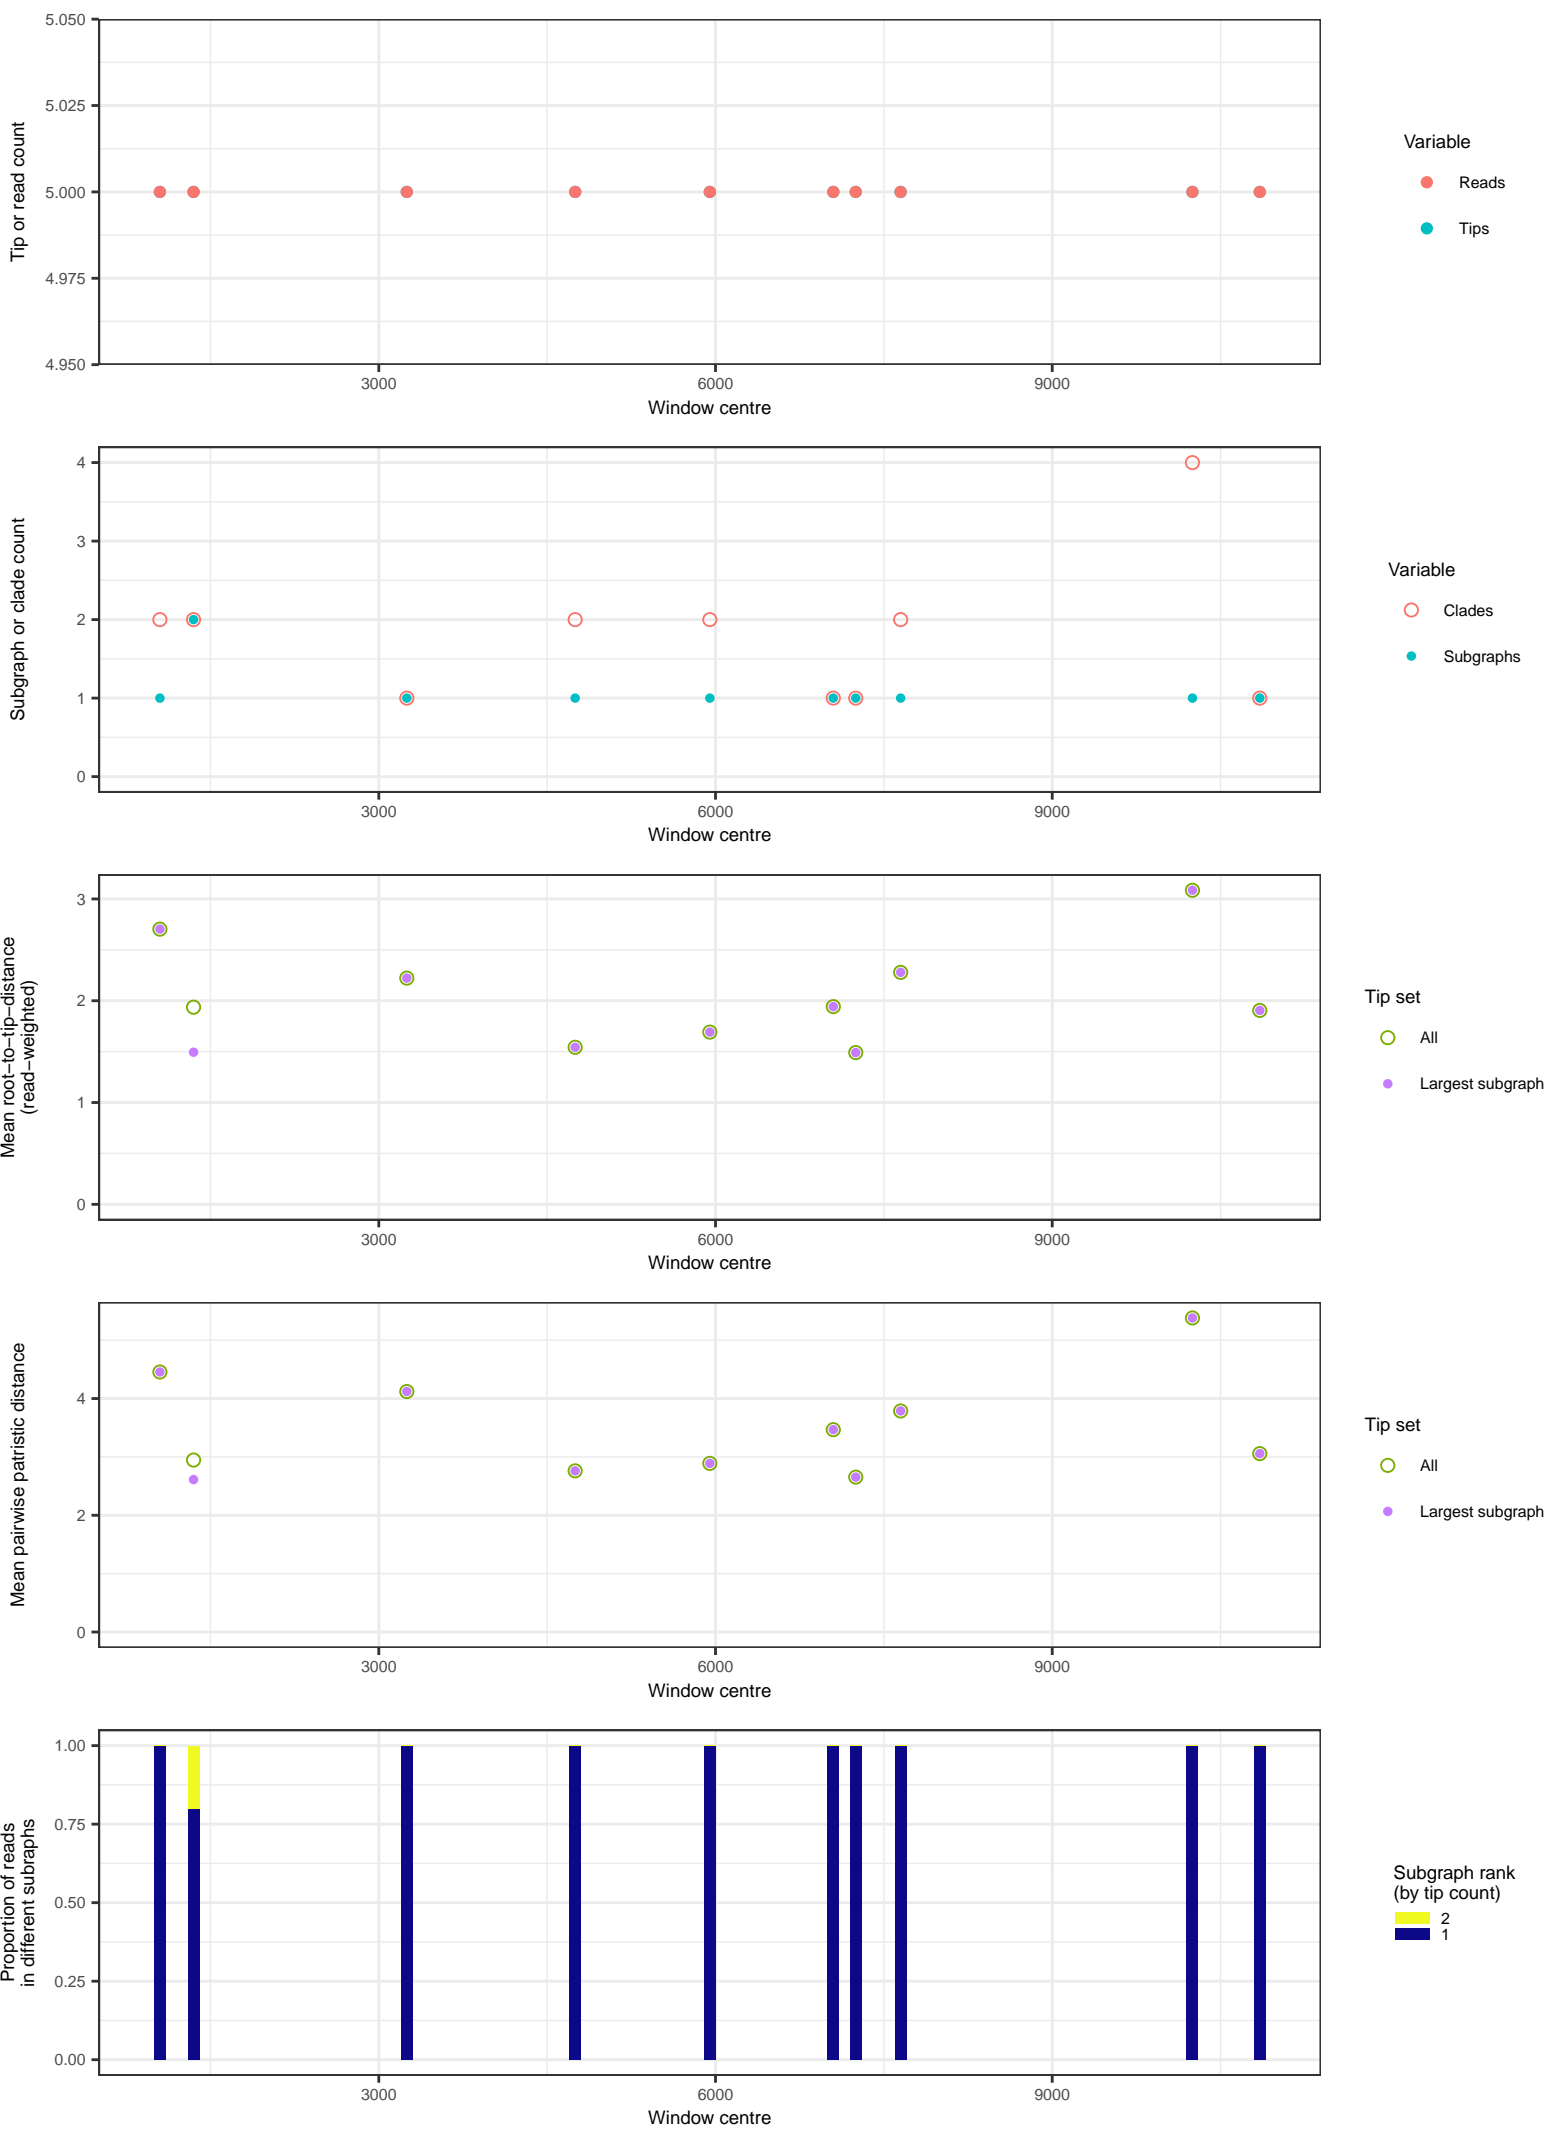 5.050
5.025
5.000
4.975
4.950
Tip or read count
3000
6000
9000
Window centre
Variable
Reads
Tips
4
3
2
1
0
Subgraph or clade count
3000
6000
9000
Window centre
Variable
Clades
Subgraphs
3
2
1
0
Mean root−to−tip−distance
(read−weighted)
3000
6000
9000
Window centre
Tip set
All
Largest subgraph
4
2
0
Mean pairwise patristic distance
3000
6000
9000
Window centre
Tip set
All
Largest subgraph
1.00
0.75
0.50
0.25
0.00
Proportion of reads
in different subraphs
3000
6000
9000
Window centre
Subgraph rank
(by tip count)
2
1